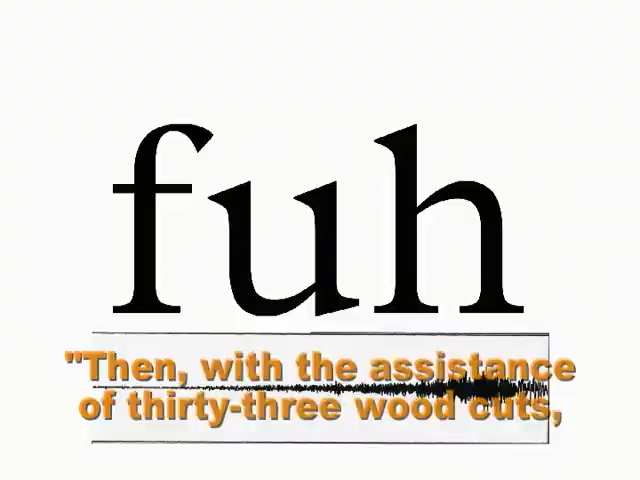 fuh
"Then, with the assistance
of thirty-three wood cuts,